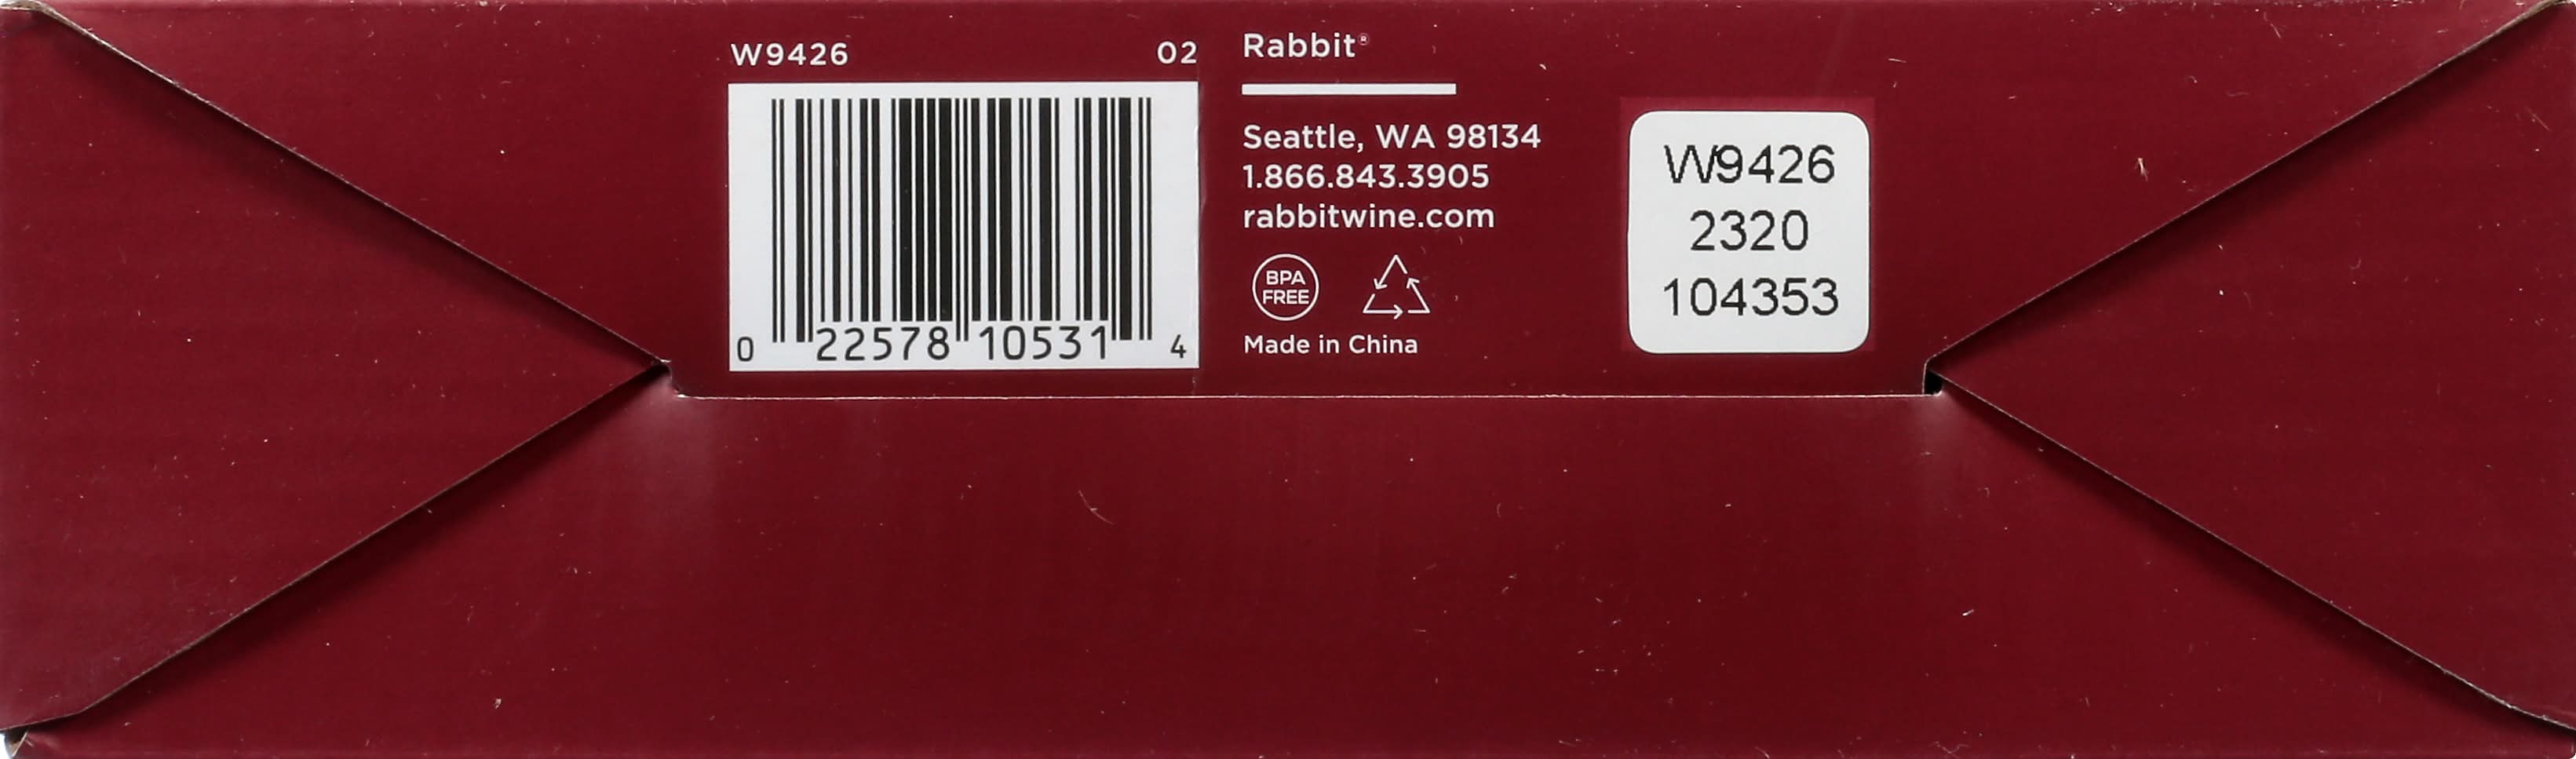 W9426 02
0 22578 10531 4
Rabbit®
Seattle, WA 98134
1.866.843.3905
rabbitwine.com
BPA
FREE
Made in China
W9426
2320
104353